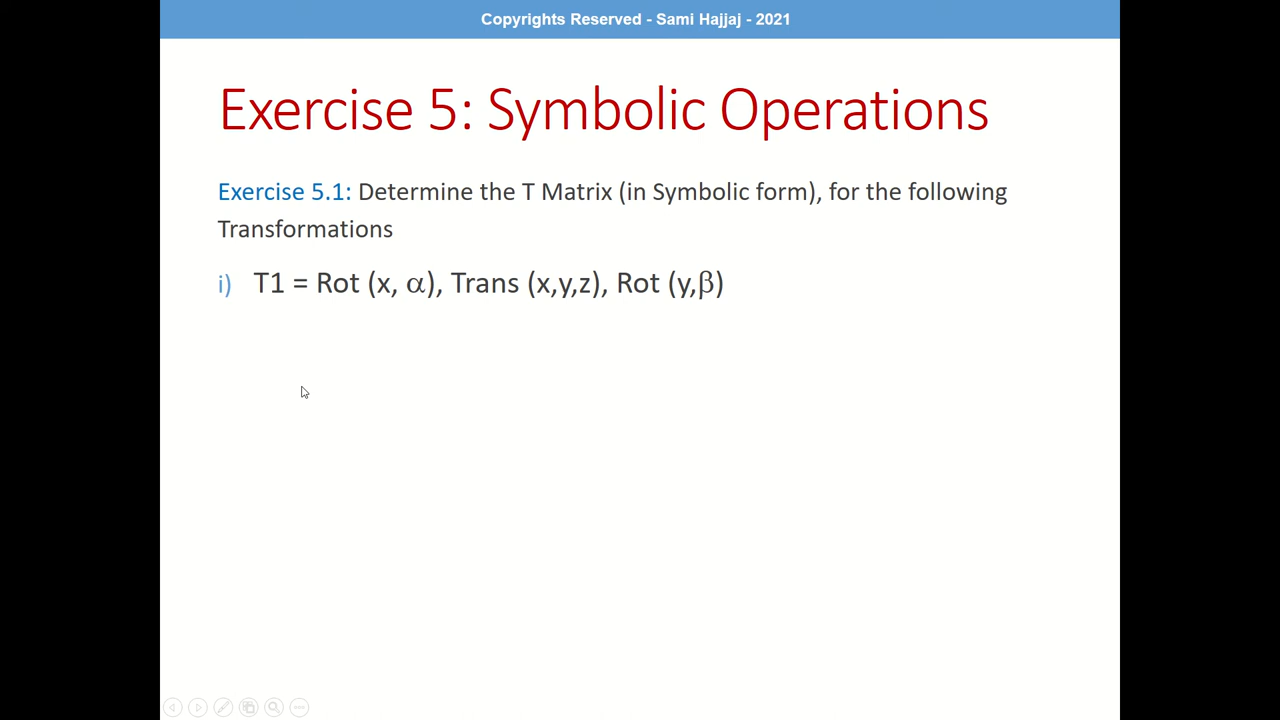 Copyrights Reserved - Sami Hajjaj - 2021
Exercise 5: Symbolic Operations
Exercise 5.1: Determine the T Matrix (in Symbolic form), for the following
Transformations
i) T1 = Rot (x, α), Trans (x,y,z), Rot (y,β)